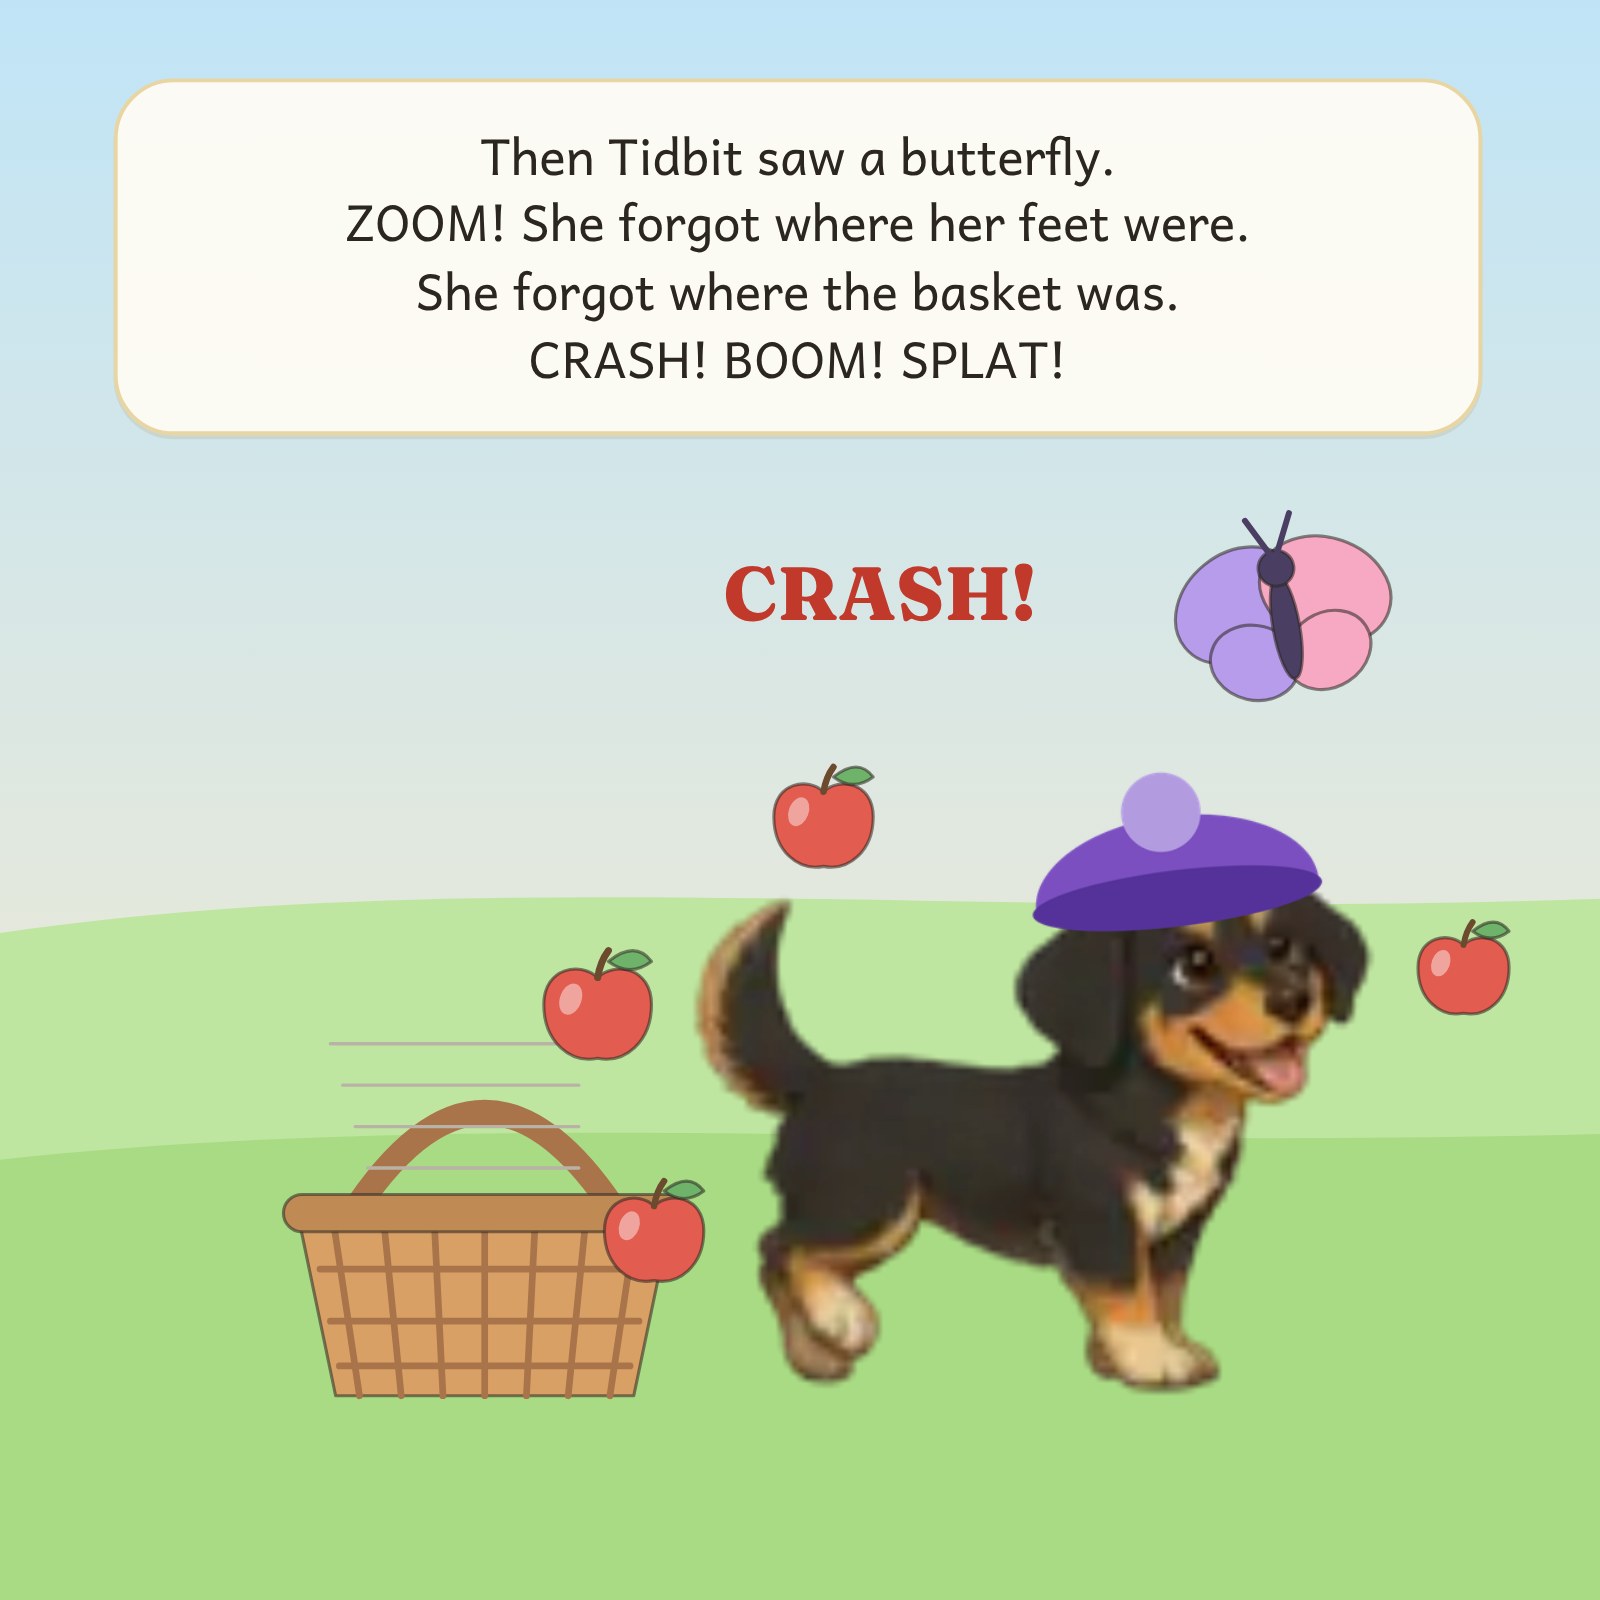 Then Tidbit saw a butterfly.
ZOOM! She forgot where her feet were.
She forgot where the basket was.
CRASH! BOOM! SPLAT!
CRASH!